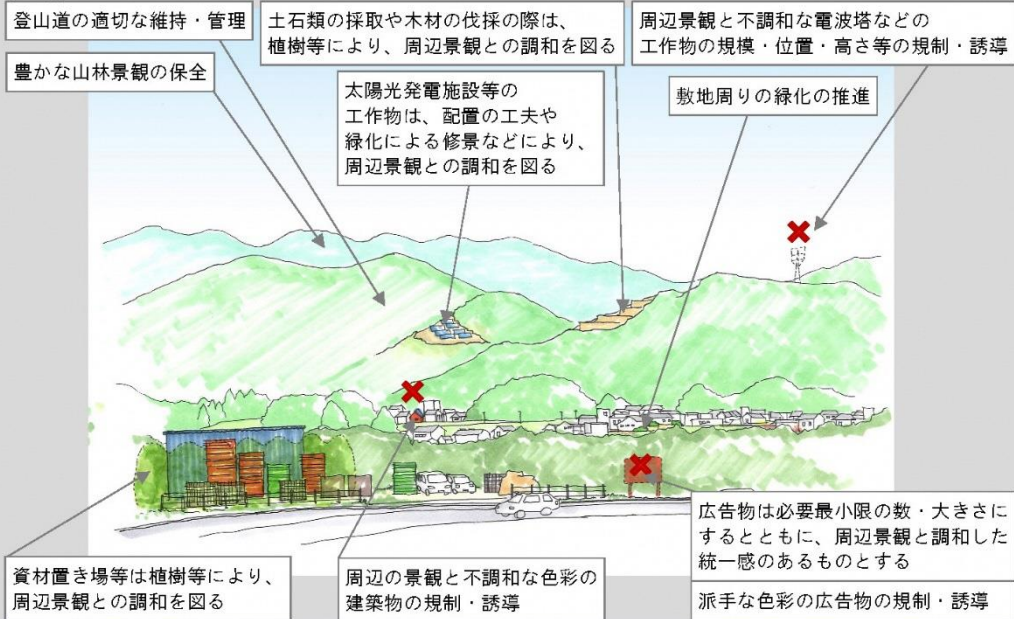 登山道の適切な維持・管理
豊かな山林景観の保全
土石類の採取や木材の伐採の際は、
植樹等により、周辺景観との調和を図る
周辺景観と不調和な電波塔などの
工作物の規模・位置・高さ等の規制・誘導
太陽光発電施設等の
工作物は、配置の工夫や
緑化による修景などにより、
周辺景観との調和を図る
敷地周りの緑化の推進
資材置き場等は植樹等により、
周辺景観との調和を図る
周辺の景観と不調和な色彩の
建築物の規制・誘導
広告物は必要最小限の数・大きさに
するとともに、周辺景観と調和した
統一感のあるものとする
派手な色彩の広告物の規制・誘導